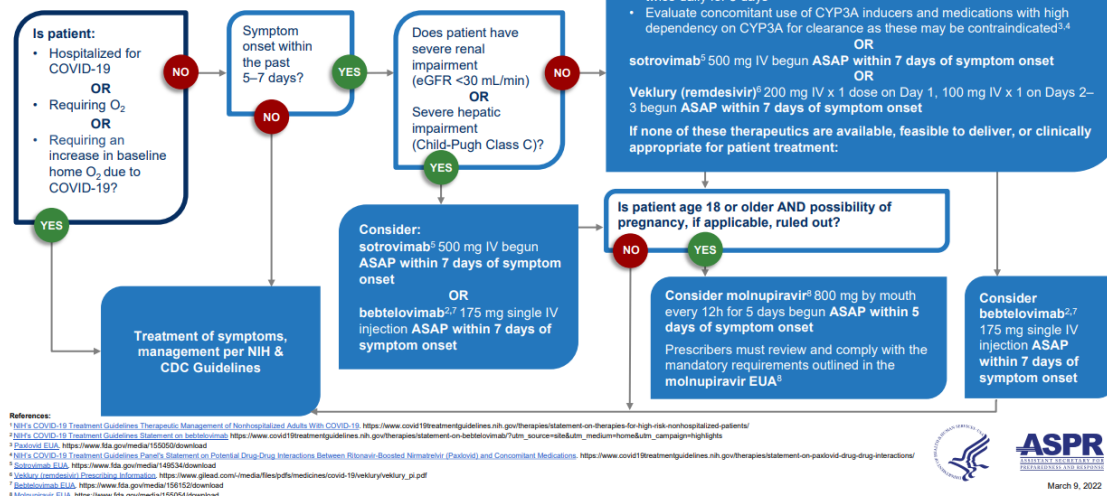 Is patient:
• Hospitalized for
COVID-19
OR
• Requiring O2
OR
• Requiring an
increase in baseline
home O2 due to
COVID-19?
NO
YES
Symptom
onset within
the past
5–7 days?
YES
NO
Does patient have
severe renal
impairment
(eGFR <30 mL/min)
OR
Severe hepatic
impairment
(Child-Pugh Class C)?
NO
YES
• Evaluate concomitant use of CYP3A inducers and medications with high
dependency on CYP3A for clearance as these may be contraindicated3,4
OR
sotrovimab5 500 mg IV begun ASAP within 7 days of symptom onset
OR
Veklury (remdesivir)6 200 mg IV x 1 dose on Day 1, 100 mg IV x 1 on Days 2–
3 begun ASAP within 7 days of symptom onset
If none of these therapeutics are available, feasible to deliver, or clinically
appropriate for patient treatment:
Consider:
sotrovimab5 500 mg IV begun
ASAP within 7 days of symptom
onset
OR
bebtelovimab2,7 175 mg single IV
injection ASAP within 7 days of
symptom onset
Is patient age 18 or older AND possibility of
pregnancy, if applicable, ruled out?
NO
YES
Consider molnupiravir8 800 mg by mouth
every 12h for 5 days begun ASAP within 5
days of symptom onset
Prescribers must review and comply with the
mandatory requirements outlined in the
molnupiravir EUA8
Consider
bebtelovimab2,7
175 mg single IV
injection ASAP
within 7 days of
symptom onset
Treatment of symptoms,
management per NIH &
CDC Guidelines
References:
1 NIH's COVID-19 Treatment Guidelines Therapeutic Management of Nonhospitalized Adults With COVID-19. https://www.covid19treatmentguidelines.nih.gov/therapies/statement-on-therapies-for-high-risk-nonhospitalized-patients/
2 NIH's COVID-19 Treatment Guidelines Statement on bebtelovimab https://www.covid19treatmentguidelines.nih.gov/therapies/statement-on-bebtelovimab/?utm_source=site&utm_medium=home&utm_campaign=highlights
3 Paxlovid EUA. https://www.fda.gov/media/155050/download
4 NIH's COVID-19 Treatment Guidelines Panel's Statement on Potential Drug-Drug Interactions Between Ritonavir-Boosted Nirmatrelvir (Paxlovid) and Concomitant Medications. https://www.covid19treatmentguidelines.nih.gov/therapies/statement-on-paxlovid-drug-drug-interactions/
5 Sotrovimab EUA. https://www.fda.gov/media/149534/download
6 Veklury (remdesivir) Prescribing Information. https://www.gilead.com/-/media/files/pdfs/medicines/covid-19/veklury/veklury_pi.pdf
7 Bebtelovimab EUA. https://www.fda.gov/media/156152/download
8 Molnupiravir EUA. https://www.fda.gov/media/155054/download
ASPR
ASSISTANT SECRETARY FOR
PREPAREDNESS AND RESPONSE
March 9, 2022